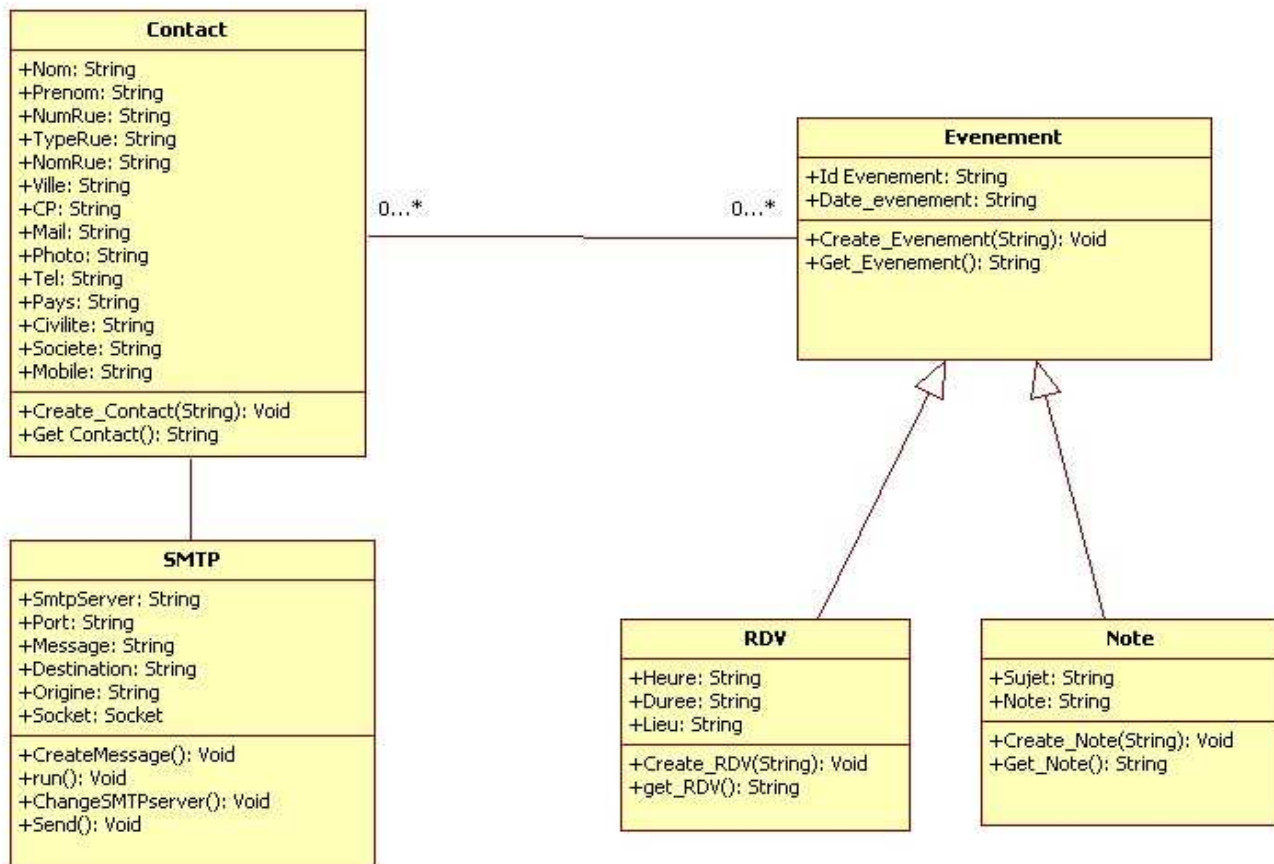 Contact
+Nom: String
+Prenom: String
+NumRue: String
+TypeRue: String
+NomRue: String
+Ville: String
+CP: String
+Mail: String
+Photo: String
+Tel: String
+Pays: String
+Civilite: String
+Societe: String
+Mobile: String
+Create_Contact(String): Void
+Get Contact(): String
0...*
0...*
Evenement
+Id Evenement: String
+Date_evenement: String
+Create_Evenement(String): Void
+Get_Evenement(): String
SMTP
+SmtpServer: String
+Port: String
+Message: String
+Destination: String
+Origine: String
+Socket: Socket
+CreateMessage(): Void
+run(): Void
+ChangeSMTPserver(): Void
+Send(): Void
RDV
+Heure: String
+Duree: String
+Lieu: String
+Create_RDV(String): Void
+get_RDV(): String
Note
+Sujet: String
+Note: String
+Create_Note(String): Void
+Get_Note(): String